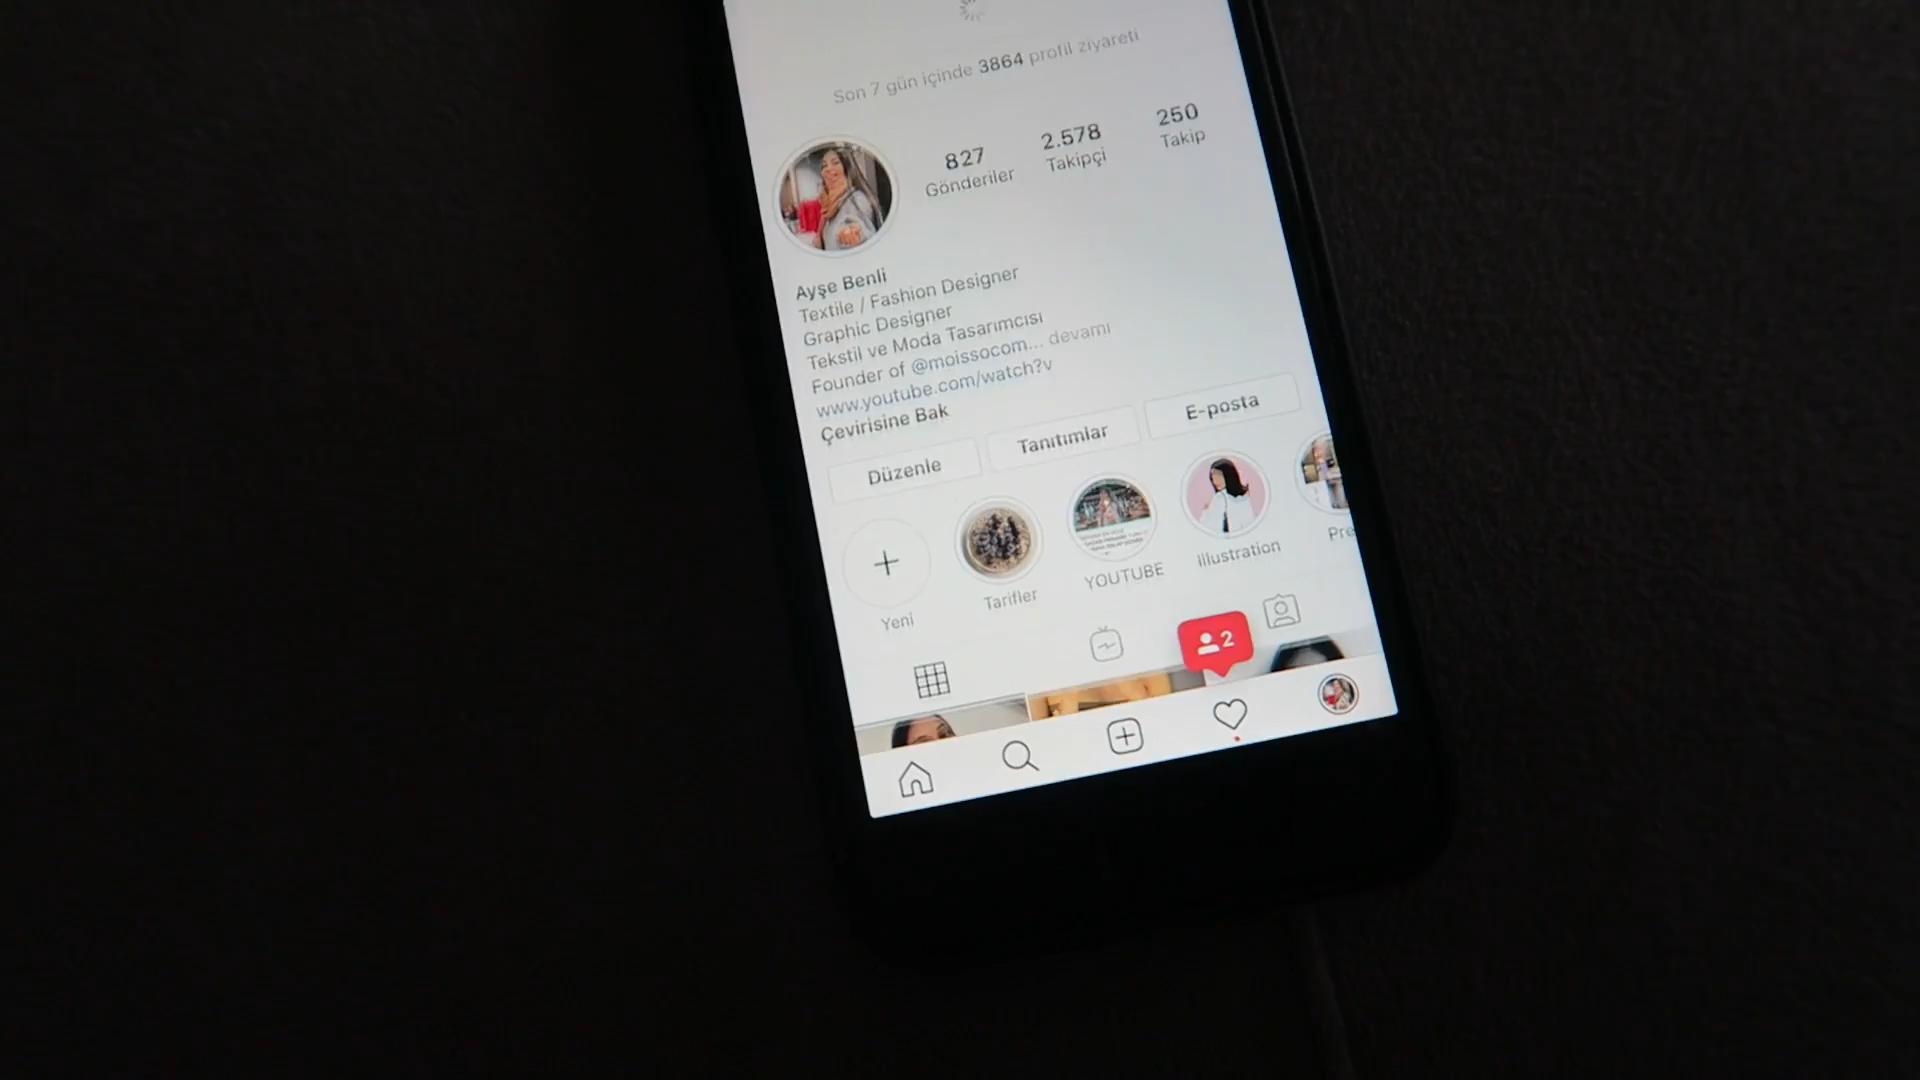 Son 7 gün içinde 3864 profil ziyareti
827
Gönderiler
2.578
Takipçi
250
Takip
Ayşe Benli
Textile / Fashion Designer
Graphic Designer
Tekstil ve Moda Tasarımcısı
Founder of @moissocom... devamı
www.youtube.com/watch?v
Çevirisine Bak
Düzenle
Tanıtımlar
E-posta
Yeni
Tarifler
YOUTUBE
Illustration
Pre
2